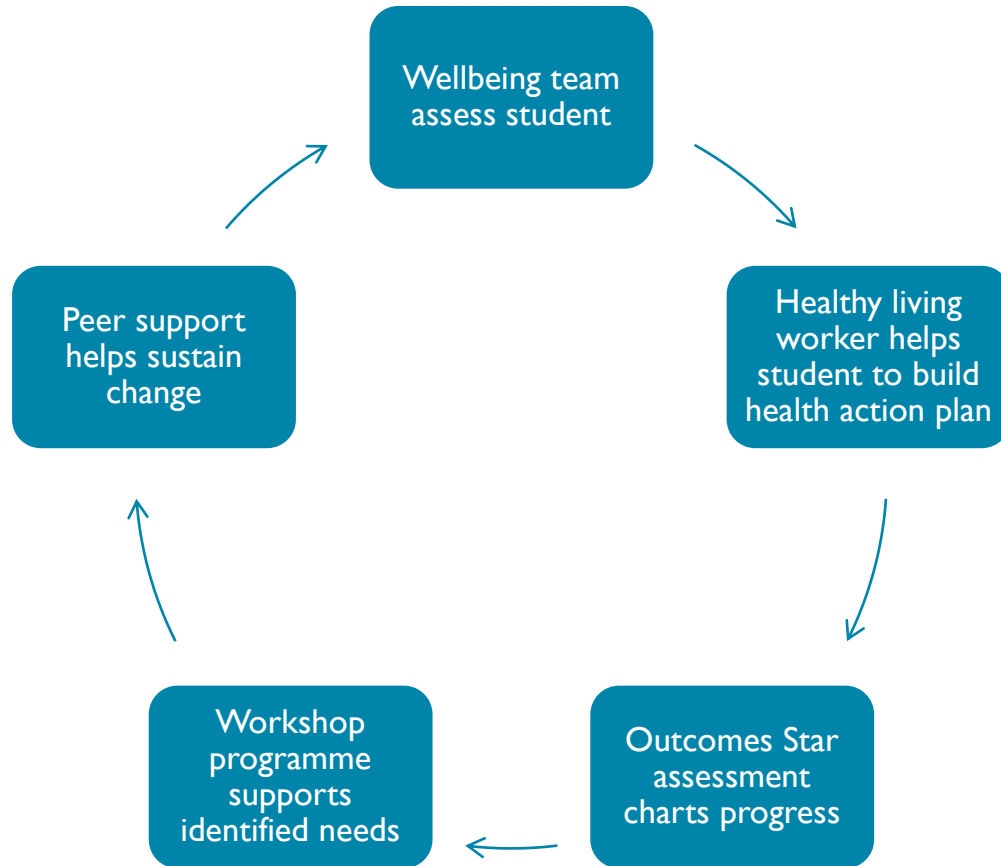 Wellbeing team
assess student
Healthy living
worker helps
student to build
health action plan
Outcomes Star
assessment
charts progress
Workshop
programme
supports
identified needs
Peer support
helps sustain
change